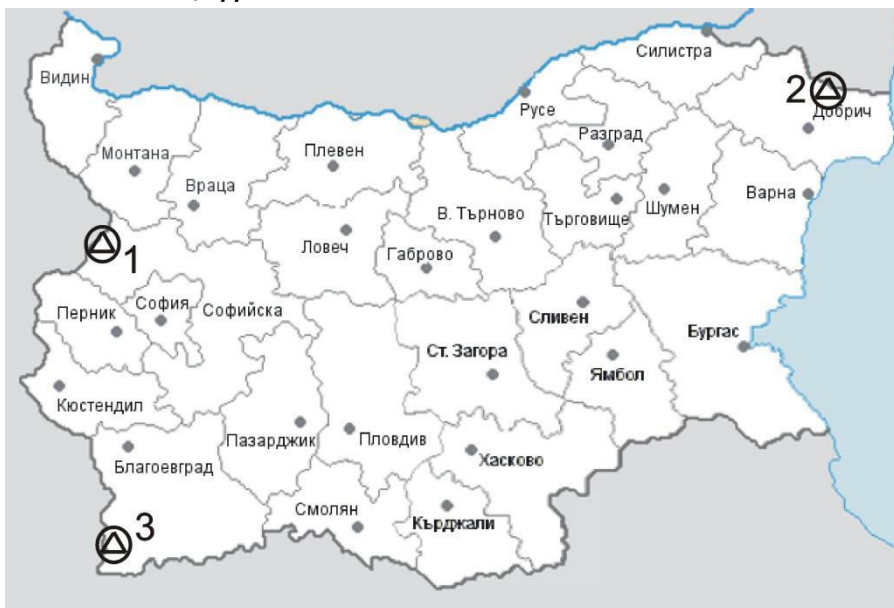 Силистра
Видин
2
Русе
Добрич
Разград
Монтана
Плевен
Враца
Варна
В. Търново
Търговище
Шумен
1
Ловеч
Габрово
Перник
София
Софийска
Сливен
Бургас
Ст. Загора
Ямбол
Кюстендил
Пазарджик
Пловдив
Благоевград
Хасково
Смолян
Кърджали
3